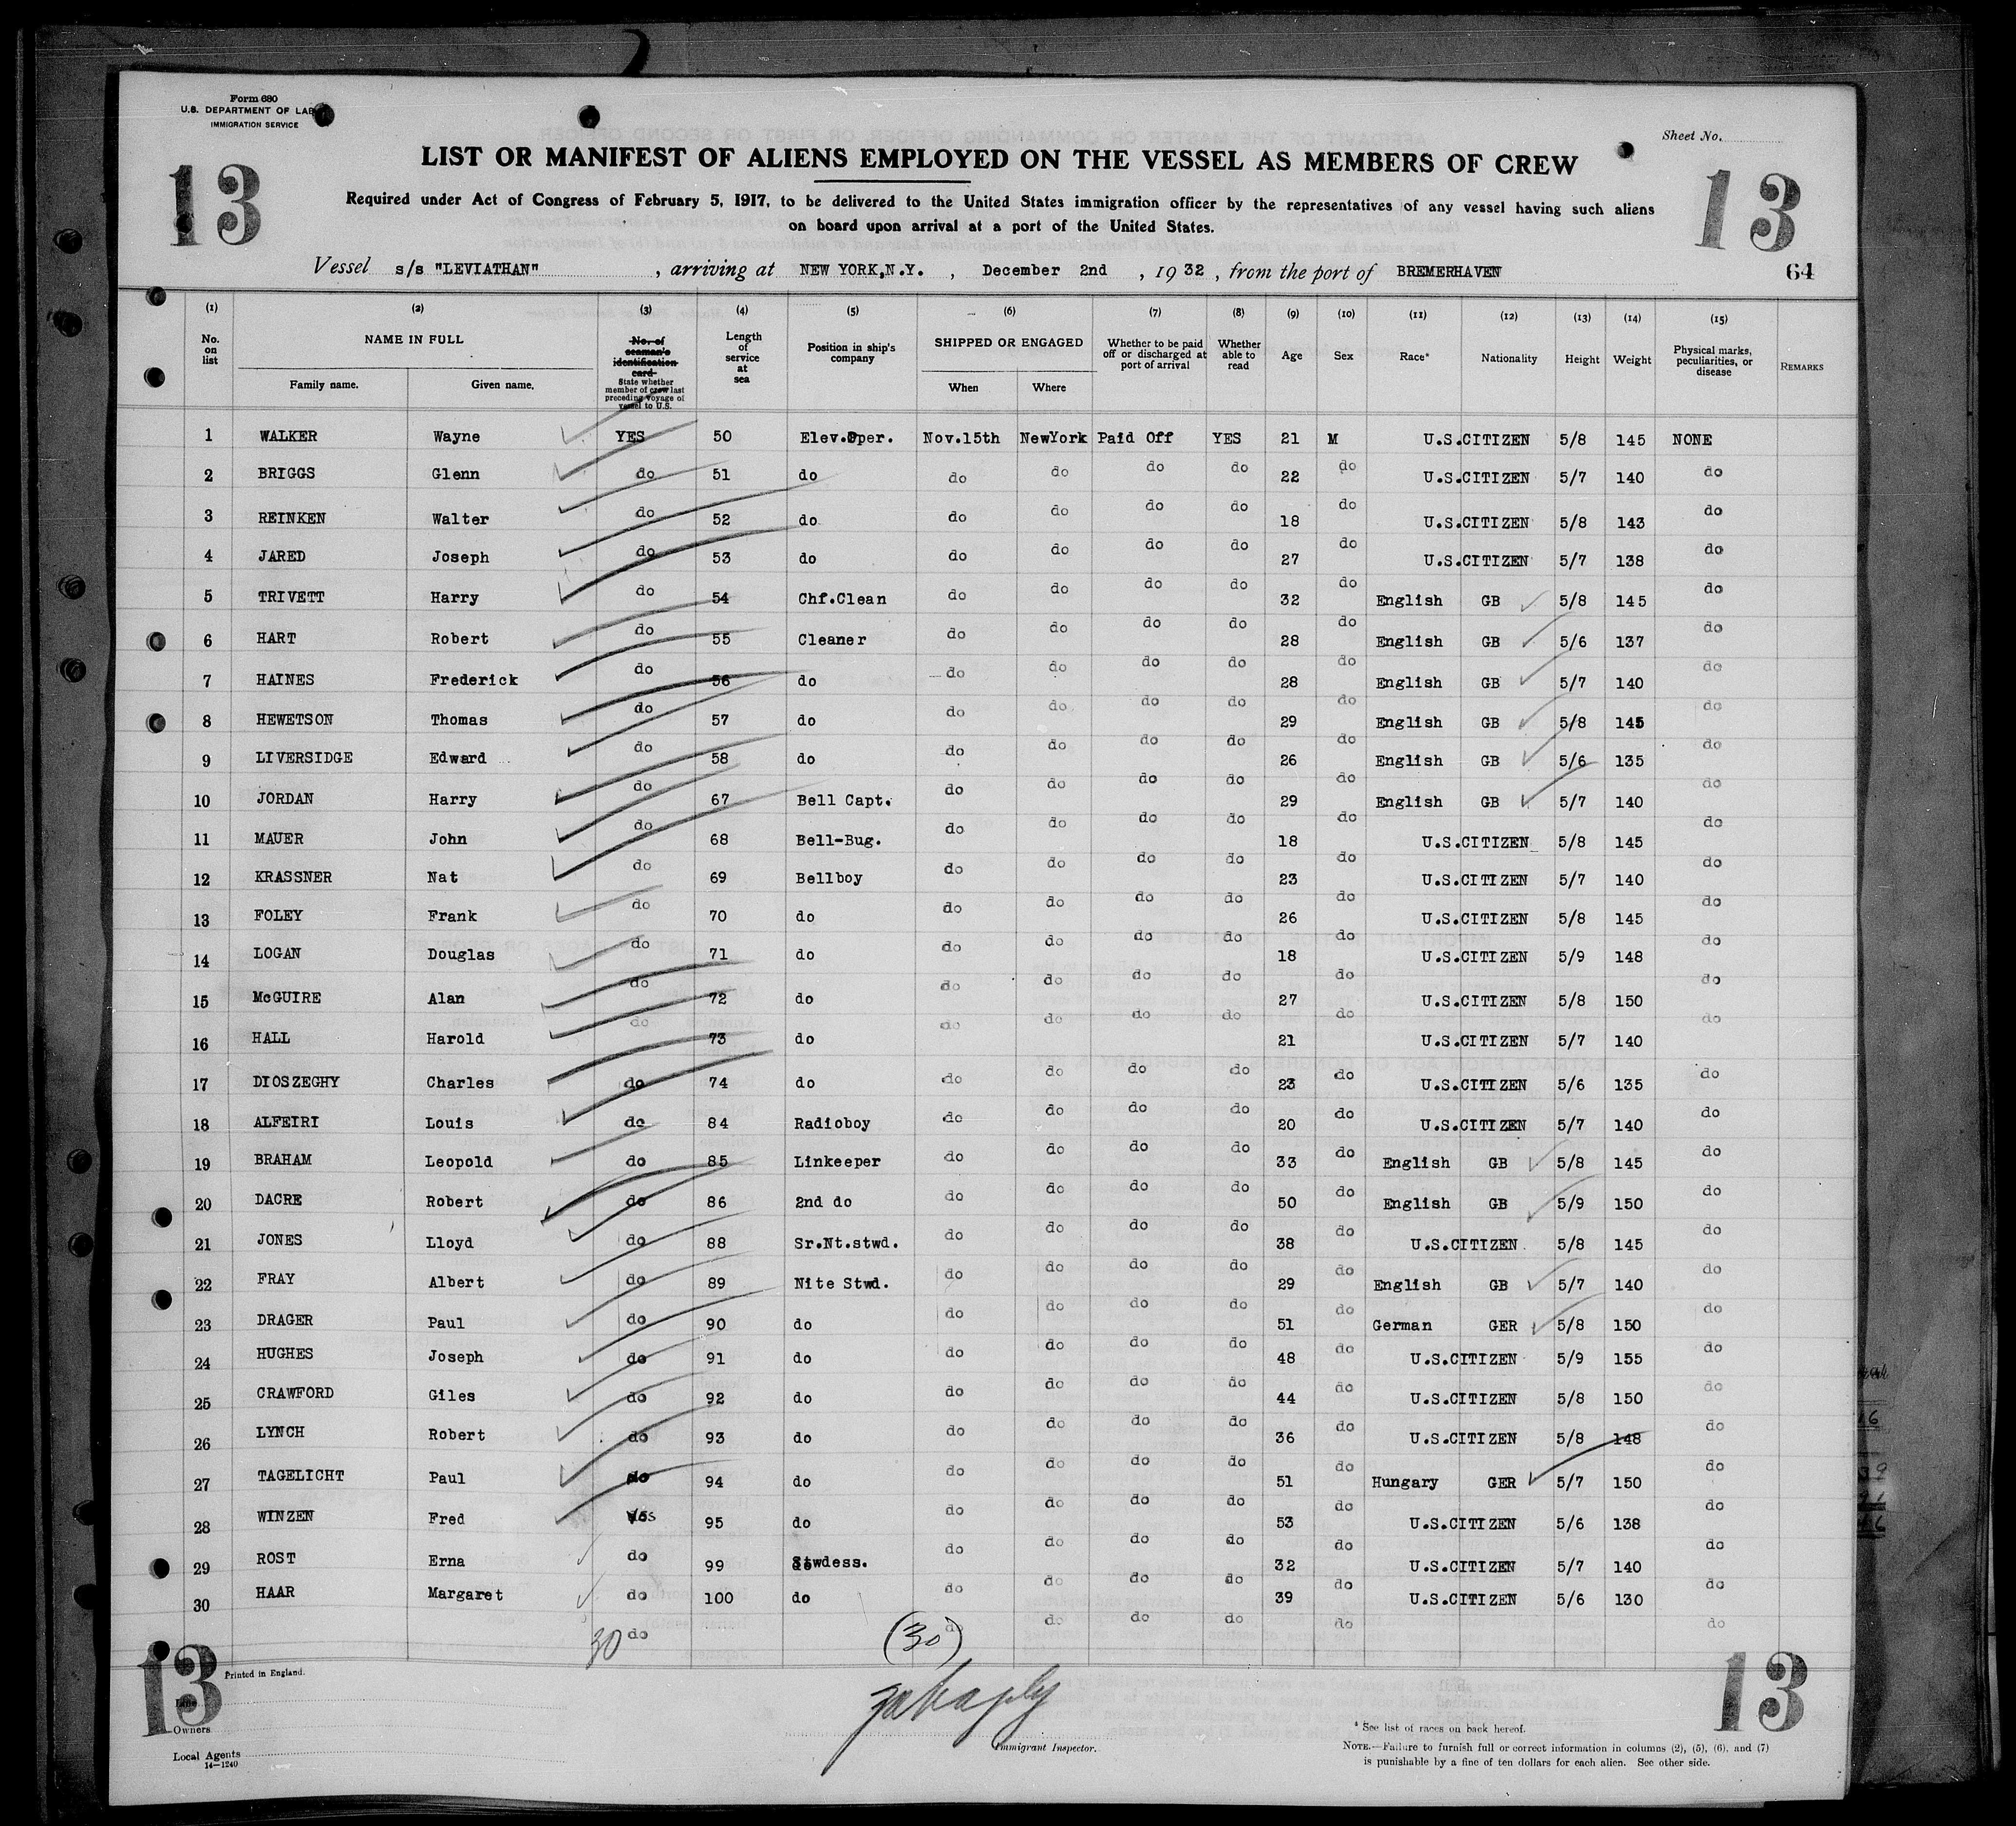 Form 680
U.S. DEPARTMENT OF LAB
IMMIGRATION SERVICE
Sheet No.
13
13
LIST OR MANIFEST OF ALIENS EMPLOYED ON THE VESSEL AS MEMBERS OF CREW
Required under Act of Congress of February 5, 1917, to be delivered to the United States immigration officer by the representatives of any vessel having such aliens
on board upon arrival at a port of the United States.
Vessel s/s "LEVIATHAN", arriving at NEW YORK,N.Y., December 2nd, 1932, from the port of BREMERHAVEN
64
(1) (2) (3) (4) (5) (6) (7) (8) (9) (10) (11) (12) (13) (14) (15)
No. on list NAME IN FULL Family name. Given name. No. of seaman's identification card State whether member of crew last preceding voyage of vessel to U.S. Length of service at sea Position in ship's company SHIPPED OR ENGAGED When Where Whether to be paid off or discharged at port of arrival Whether able to read Age Sex Race* Nationality Height Weight Physical marks, peculiarities, or disease REMARKS
1 WALKER Wayne YES 50 Elev.Oper. Nov.15th NewYork Paid Off YES 21 M U.S.CITIZEN 5/8 145 NONE
2 BRIGGS Glenn do 51 do do do do do 22 do U.S.CITIZEN 5/7 140 do
3 REINKEN Walter do 52 do do do do do 18 do U.S.CITIZEN 5/8 143 do
4 JARED Joseph do 53 do do do do do 27 do U.S.CITIZEN 5/7 138 do
5 TRIVETT Harry do 54 Chf.Clean do do do do 32 do English GB 5/8 145 do
6 HART Robert do 55 Cleaner do do do do 28 do English GB 5/6 137 do
7 HAINES Frederick do 56 do do do do do 28 do English GB 5/7 140 do
8 HEWETSON Thomas do 57 do do do do do 29 do English GB 5/8 145 do
9 LIVERSIDGE Edward do 58 do do do do do 26 do English GB 5/6 135 do
10 JORDAN Harry do 67 Bell Capt. do do do do 29 do English GB 5/7 140 do
11 MAUER John do 68 Bell-Bug. do do do do 18 do U.S.CITIZEN 5/8 145 do
12 KRASSNER Nat do 69 Bellboy do do do do 23 do U.S.CITIZEN 5/7 140 do
13 FOLEY Frank do 70 do do do do do 26 do U.S.CITIZEN 5/8 145 do
14 LOGAN Douglas do 71 do do do do do 18 do U.S.CITIZEN 5/9 148 do
15 McGUIRE Alan do 72 do do do do do 27 do U.S.CITIZEN 5/8 150 do
16 HALL Harold do 73 do do do do do 21 do U.S.CITIZEN 5/7 140 do
17 DIOSZEGHY Charles do 74 do do do do do 23 do U.S.CITIZEN 5/6 135 do
18 ALFEIRI Louis do 84 Radioboy do do do do 20 do U.S.CITIZEN 5/7 140 do
19 BRAHAM Leopold do 85 Linkeeper do do do do 33 do English GB 5/8 145 do
20 DACRE Robert do 86 2nd do do do do do 50 do English GB 5/9 150 do
21 JONES Lloyd do 88 Sr.Nt.stwd. do do do do 38 do U.S.CITIZEN 5/8 145 do
22 FRAY Albert do 89 Nite Stwd. do do do do 29 do English GB 5/7 140 do
23 DRAGER Paul do 90 do do do do do 51 do German GER 5/8 150 do
24 HUGHES Joseph do 91 do do do do do 48 do U.S.CITIZEN 5/9 155 do
25 CRAWFORD Giles do 92 do do do do do 44 do U.S.CITIZEN 5/8 150 do
26 LYNCH Robert do 93 do do do do do 36 do U.S.CITIZEN 5/8 148 do
27 TAGELICHT Paul do 94 do do do do do 51 do Hungary GER 5/7 150 do
28 WINZEN Fred Yes 95 do do do do do 53 do U.S.CITIZEN 5/6 138 do
29 ROST Erna do 99 Stwdess. do do do do 32 do U.S.CITIZEN 5/7 140 do
30 HAAR Margaret do 100 do do do do do 39 do U.S.CITIZEN 5/6 130 do
30 do (30) do do do do do do
13
13
Printed in England.
Line
Owners
Local Agents
14—1240
Immigrant Inspector.
* See list of races on back hereof.
NOTE.—Failure to furnish full or correct information in columns (2), (5), (6), and (7)
is punishable by a fine of ten dollars for each alien. See other side.